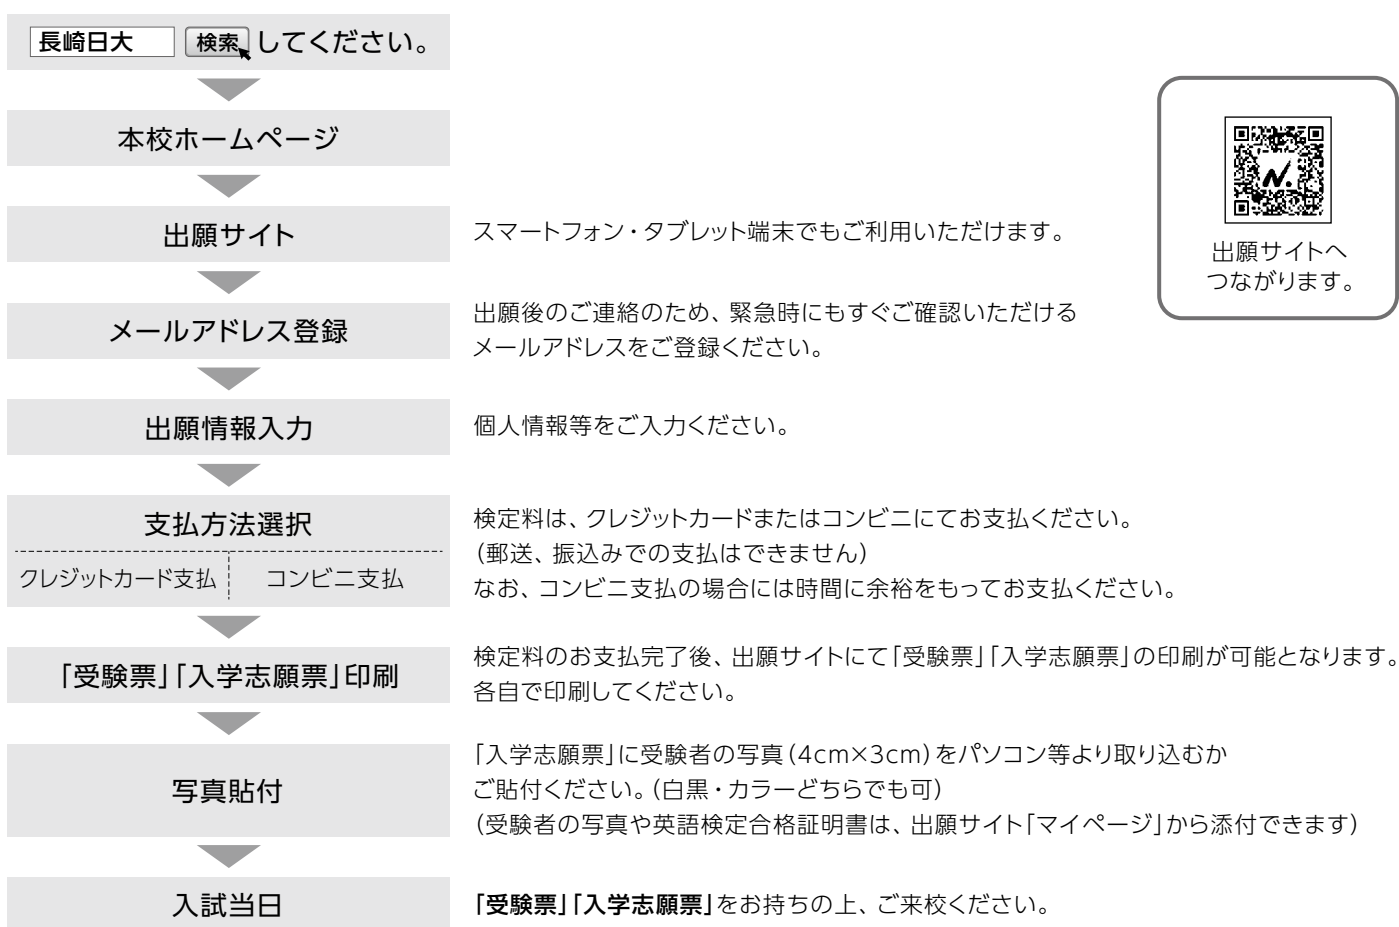 長崎日大 検索 してください。
本校ホームページ
出願サイト
スマートフォン・タブレット端末でもご利用いただけます。
出願サイトへ
つながります。
メールアドレス登録
出願後のご連絡のため、緊急時にもすぐご確認いただける
メールアドレスをご登録ください。
出願情報入力
個人情報等をご入力ください。
支払方法選択
クレジットカード支払 コンビニ支払
検定料は、クレジットカードまたはコンビニにてお支払ください。
（郵送、振込みでの支払はできません）
なお、コンビニ支払の場合には時間に余裕をもってお支払ください。
「受験票」「入学志願票」印刷
検定料のお支払完了後、出願サイトにて「受験票」「入学志願票」の印刷が可能となります。
各自で印刷してください。
写真貼付
「入学志願票」に受験者の写真（4cm×3cm）をパソコン等より取り込むか
ご貼付ください。（白黒・カラーどちらでも可）
（受験者の写真や英語検定合格証明書は、出願サイト「マイページ」から添付できます）
入試当日
「受験票」「入学志願票」をお持ちの上、ご来校ください。